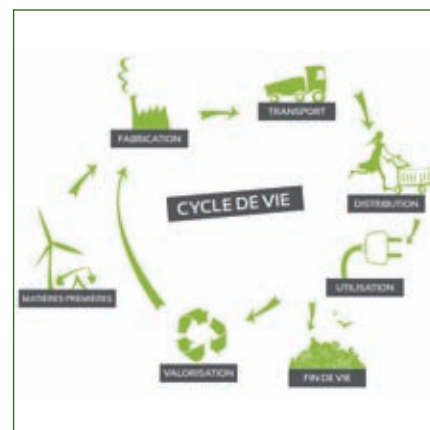 FABRICATION
TRANSPORT
DISTRIBUTION
CYCLE DE VIE
UTILISATION
MATIÈRES PREMIÈRES
VALORISATION
FIN DE VIE